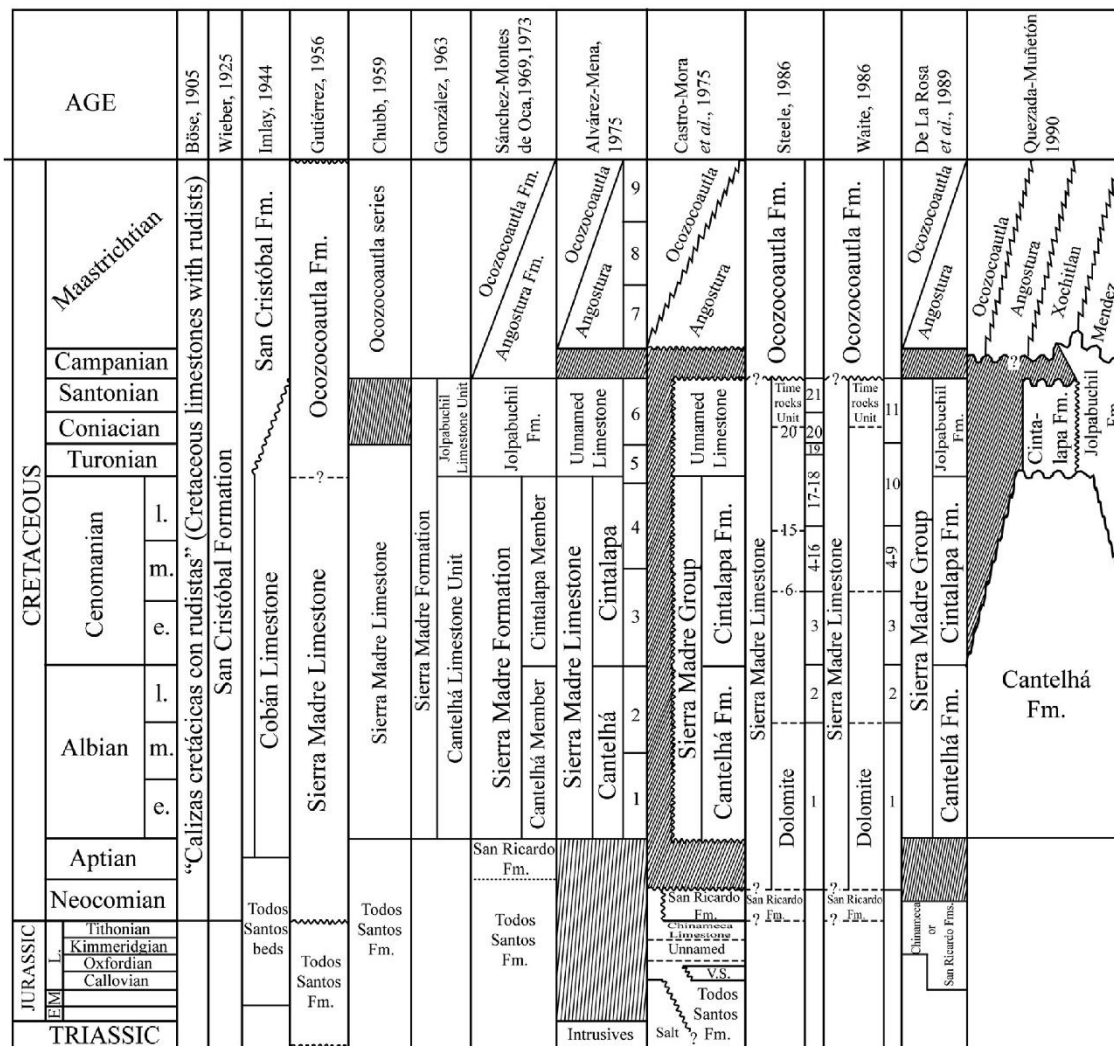 AGE
Böse, 1905
Wieber, 1925
Imlay, 1944
Gutiérrez, 1956
Chubb, 1959
González, 1963
Sánchez-Montes
de Oca,1969,1973
Alvárez-Mena,
1975
Castro-Mora
et al., 1975
Steele, 1986
Waite, 1986
De La Rosa
et al., 1989
Quezada-Muñetón
1990
CRETACEOUS
Maastrichtian
Campanian
Santonian
Coniacian
Turonian
Cenomanian
l.
m.
e.
Albian
l.
m.
e.
Aptian
Neocomian
JURASSIC
L.
M
E
Tithonian
Kimmeridgian
Oxfordian
Callovian
TRIASSIC
“Calizas cretácicas con rudistas” (Cretaceous limestones with rudists)
San Cristóbal Formation
San Cristóbal Fm.
Cobán Limestone
Todos
Santos
beds
Ocozocoautla Fm.
?
Sierra Madre Limestone
Todos
Santos
Fm.
Ocozocoautla series
Sierra Madre Limestone
Todos
Santos
Fm.
Jolpabuchil
Limestone Unit
Sierra Madre Formation
Cantelhá Limestone Unit
Ocozocoautla Fm.
Angostura Fm.
Jolpabuchil
Fm.
Sierra Madre Formation
Cintalapa Member
Cantelhá Member
San Ricardo
Fm.
Todos
Santos
Fm.
Ocozocoautla
Angostura
9
8
7
Unnamed
Limestone
6
5
Sierra Madre Limestone
Cintalapa
4
3
Cantelhá
2
1
Intrusives
Ocozocoautla
Angostura
Unnamed
Limestone
Sierra Madre Group
Cintalapa Fm.
Cantelhá Fm.
San Ricardo
Fm.
Chinameca
Limestone
Unnamed
V.S.
Todos
Santos
Fm.
Salt
?
Ocozocoautla Fm.
?
Time
rocks
Unit
21
20
20
19
17-18
15
4-16
6
3
2
1
Sierra Madre Limestone
Dolomite
?
San Ricardo
Fm.
?
Ocozocoautla Fm.
?
Time
rocks
Unit
11
10
4-9
3
2
1
Sierra Madre Limestone
Dolomite
?
San Ricardo
Fm.
?
Ocozocoautla
Angostura
Jolpabuchil
Fm.
Sierra Madre Group
Cintalapa Fm.
Cantelhá Fm.
Chinameca
or
San Ricardo Fms.
Ocozocoautla
Angostura
Xochitlan
Mendez
?
Cinta-
lapa Fm.
Jolpabuchil
Fm.
Cantelhá
Fm.